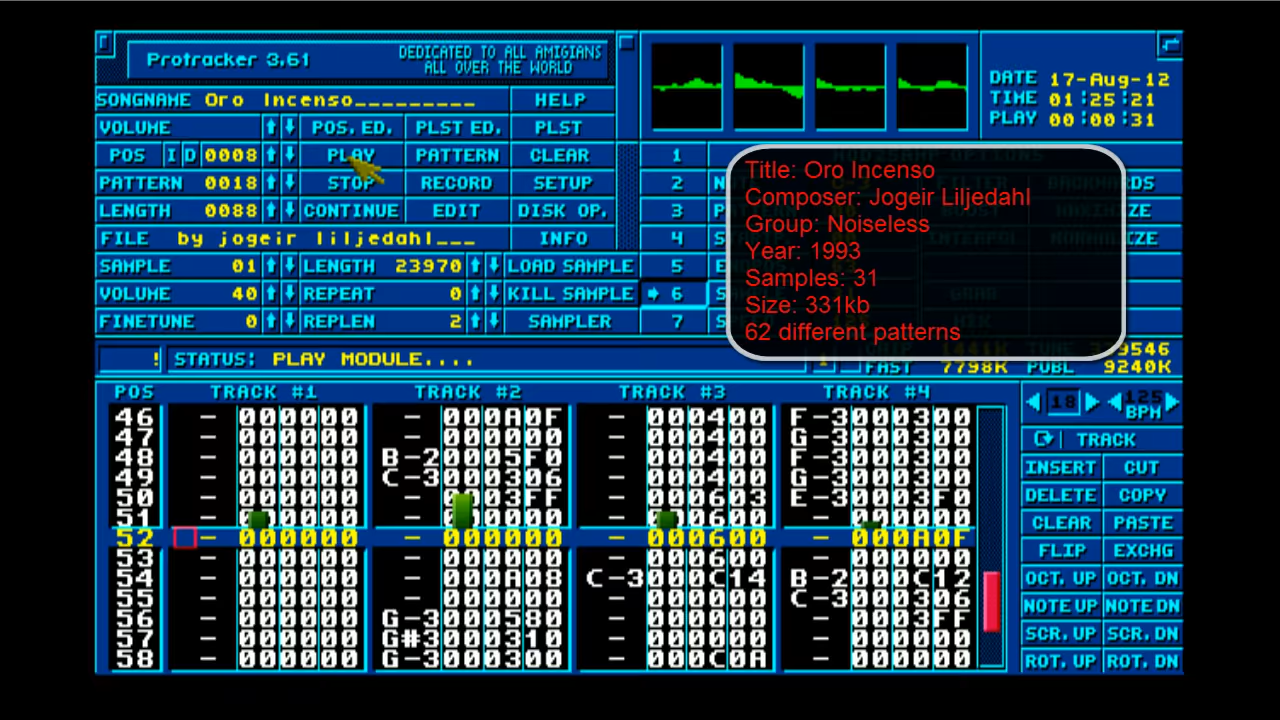 Protracker 3.61
DEDICATED TO ALL AMIGIANS
ALL OVER THE WORLD
DATE 17-Aug-12
TIME 01:25:21
PLAY 00:00:31
SONGNAME Oro Incenso_________ HELP
VOLUME POS. ED. PLST ED. PLST
POS I D 0008 PLAY PATTERN CLEAR 1
PATTERN 0018 STOP RECORD SETUP 2
LENGTH 0088 CONTINUE EDIT DISK OP. 3
FILE by jogeir liljedahl___ INFO 4
SAMPLE 01 LENGTH 23970 LOAD SAMPLE 5
VOLUME 40 REPEAT 0 KILL SAMPLE 6
FINETUNE 0 REPLEN 2 SAMPLER 7
Title: Oro Incenso
Composer: Jogeir Liljedahl
Group: Noiseless
Year: 1993
Samples: 31
Size: 331kb
62 different patterns
! STATUS: PLAY MODULE....
FAST 7798K PUBL 9240K
POS TRACK #1 TRACK #2 TRACK #3 TRACK #4
46 - 000000 - 000A0F - 000400 F-3000300
47 - 000000 - 000000 - 000400 G-3000300
48 - 000000 B-20005F0 - 000400 F-3000300
49 - 000000 C-3000306 - 000400 G-3000300
50 - 000000 - 0003FF - 000603 E-30003F0
51 - 000000 - 000000 - 000600 - 000000
52 - 000000 - 000000 - 000600 - 000A0F
53 - 000000 - 000000 - 000600 - 000000
54 - 000000 - 000A08 C-3000C14 B-2000C12
55 - 000000 - 000000 - 000000 C-3000306
56 - 000000 G-3000580 - 000000 - 0003FF
57 - 000000 G#3000310 - 000000 - 000000
58 - 000000 G-3000300 - 000C0A - 000000
18 125 BPM
TRACK
INSERT CUT
DELETE COPY
CLEAR PASTE
FLIP EXCHG
OCT. UP OCT. DN
NOTE UP NOTE DN
SCR. UP SCR. DN
ROT. UP ROT. DN